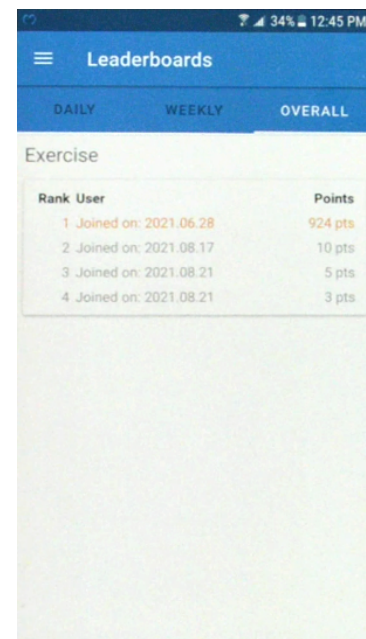 34% 12:45 PM
Leaderboards
DAILY WEEKLY OVERALL
Exercise
Rank User Points
1 Joined on: 2021.06.28 924 pts
2 Joined on: 2021.08.17 10 pts
3 Joined on: 2021.08.21 5 pts
4 Joined on: 2021.08.21 3 pts